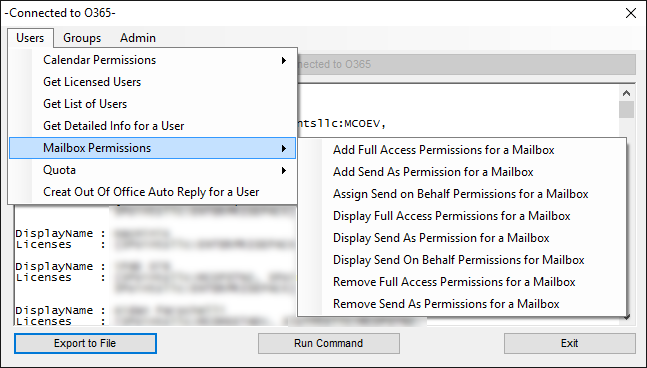 -Connected to O365-
Users Groups Admin
Calendar Permissions
nnected to O365
Get Licensed Users
Get List of Users
Get Detailed Info for a User
ntsllc:MCOEV,
Mailbox Permissions
Add Full Access Permissions for a Mailbox
Quota
Add Send As Permission for a Mailbox
Creat Out Of Office Auto Reply for a User
Assign Send on Behalf Permissions for a Mailbox
Display Full Access Permissions for a Mailbox
DisplayName :
Display Send As Permission for a Mailbox
Licenses :
Display Send On Behalf Permissions for a Mailbox
DisplayName :
Remove Full Access Permissions for a Mailbox
Licenses :
Remove Send As Permissions for a Mailbox
DisplayName :
Licenses :
Export to File Run Command Exit